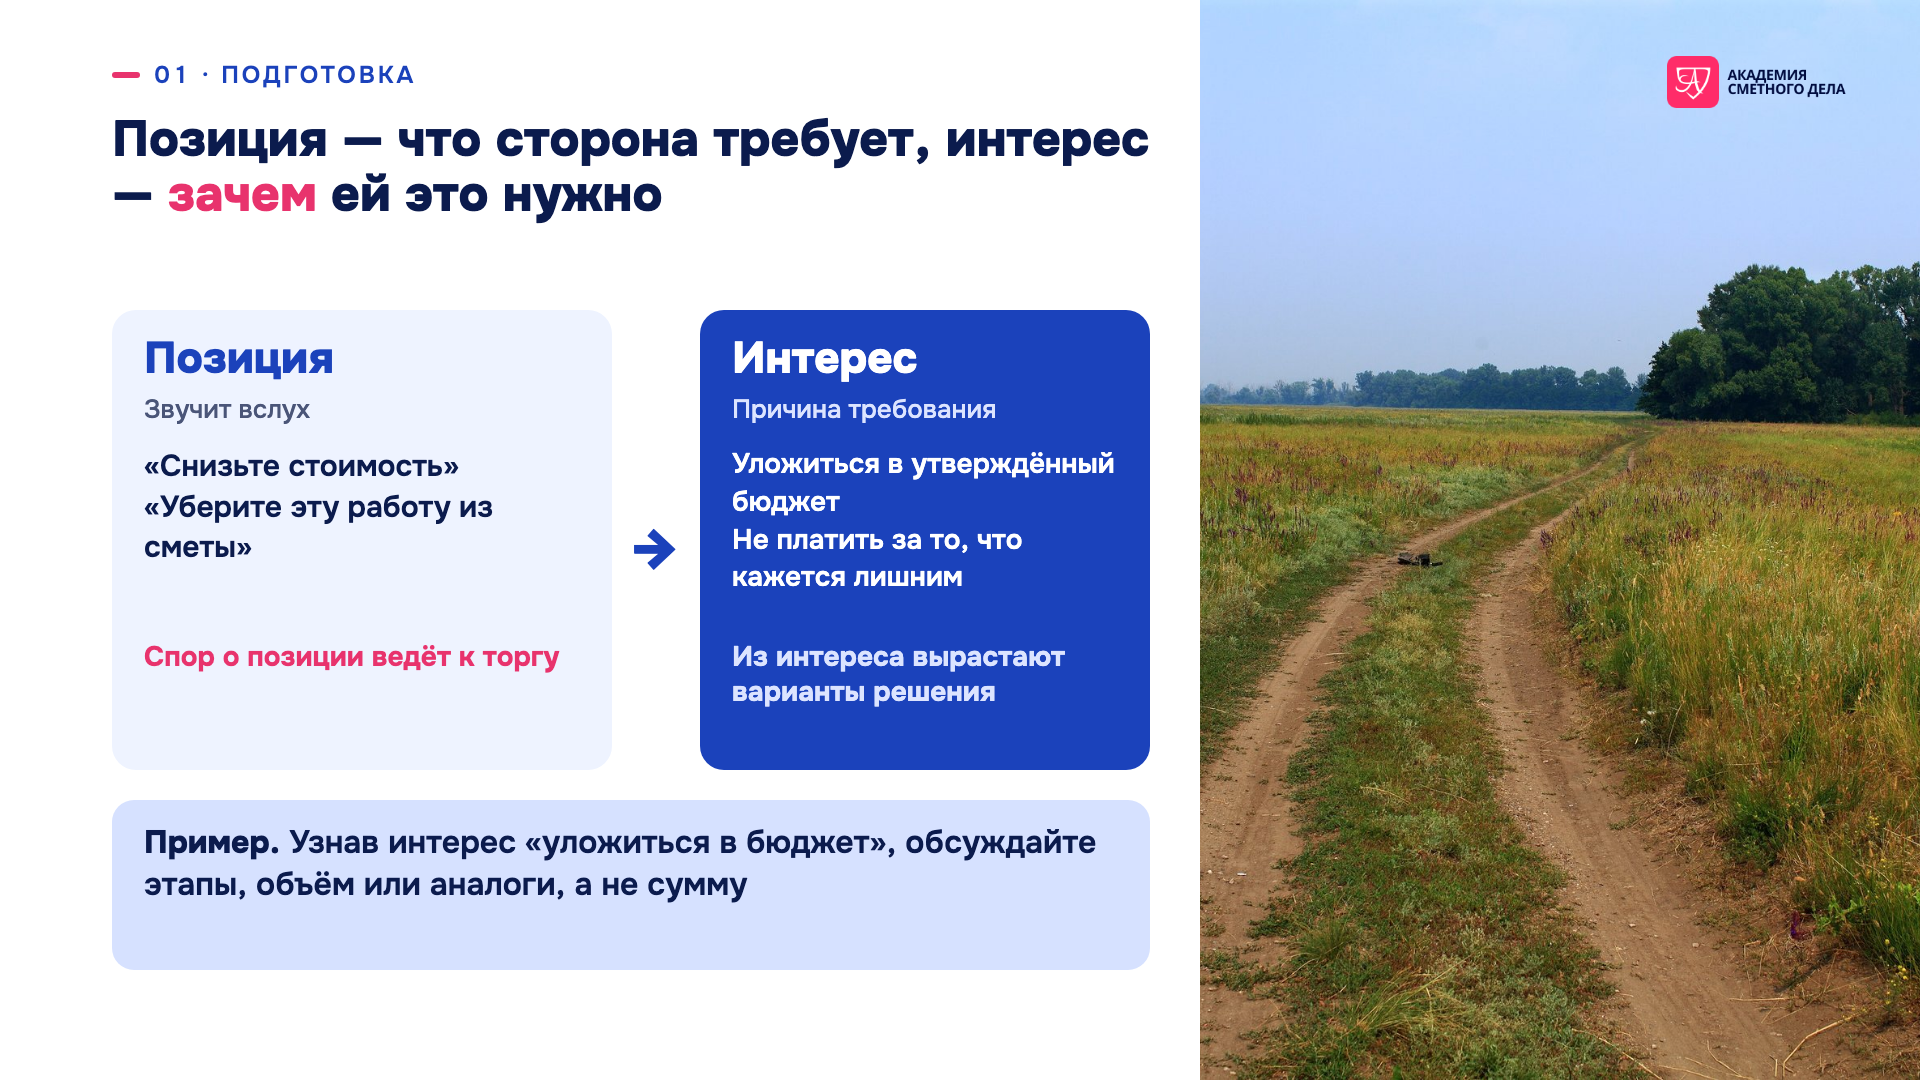 01 · ПОДГОТОВКА
Позиция — что сторона требует, интерес
— зачем ей это нужно
Позиция
Звучит вслух
«Снизьте стоимость»
«Уберите эту работу из
сметы»
Спор о позиции ведёт к торгу
Интерес
Причина требования
Уложиться в утверждённый
бюджет
Не платить за то, что
кажется лишним
Из интереса вырастают
варианты решения
Пример. Узнав интерес «уложиться в бюджет», обсуждайте
этапы, объём или аналоги, а не сумму
АКАДЕМИЯ
СМЕТНОГО ДЕЛА